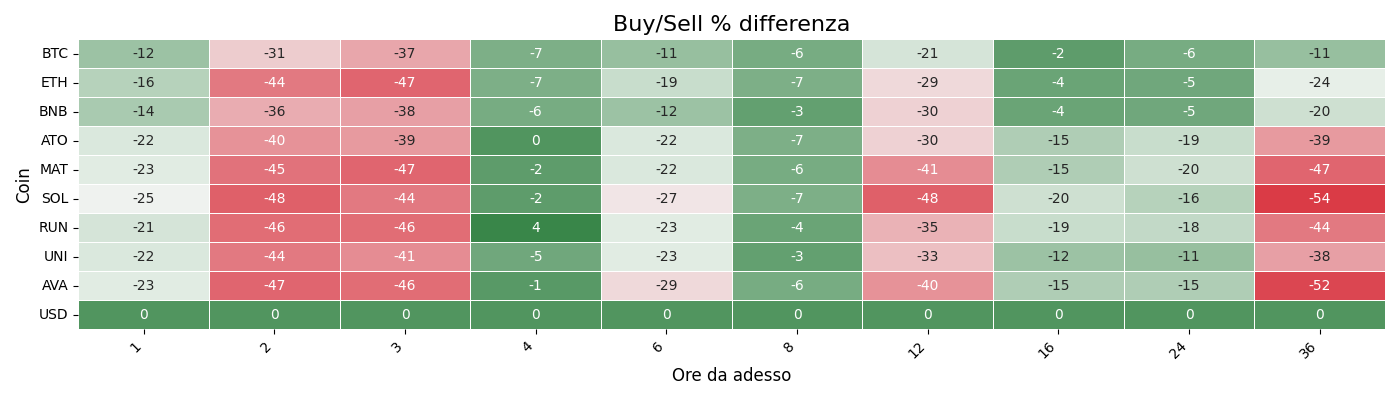 Buy/Sell % differenza
Coin
BTC -12 -31 -37 -7 -11 -6 -21 -2 -6 -11
ETH -16 -44 -47 -7 -19 -7 -29 -4 -5 -24
BNB -14 -36 -38 -6 -12 -3 -30 -4 -5 -20
ATO -22 -40 -39 0 -22 -7 -30 -15 -19 -39
MAT -23 -45 -47 -2 -22 -6 -41 -15 -20 -47
SOL -25 -48 -44 -2 -27 -7 -48 -20 -16 -54
RUN -21 -46 -46 4 -23 -4 -35 -19 -18 -44
UNI -22 -44 -41 -5 -23 -3 -33 -12 -11 -38
AVA -23 -47 -46 -1 -29 -6 -40 -15 -15 -52
USD 0 0 0 0 0 0 0 0 0 0
1 2 3 4 6 8 12 16 24 36
Ore da adesso